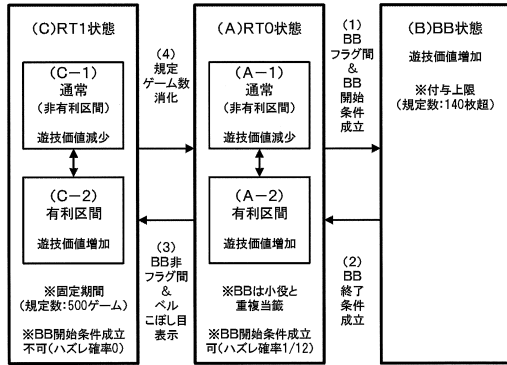 (C)RT1状態
(C-1)
通常
(非有利区間)
遊技価値減少
(C-2)
有利区間
遊技価値増加
※固定期間
(規定数:500ゲーム)
※BB開始条件成立
不可(ハズレ確率0)
(4)
規定
ゲーム数
消化
(3)
BB非
フラグ間
&
ベル
こぼし目
表示
(A)RT0状態
(A-1)
通常
(非有利区間)
遊技価値減少
(A-2)
有利区間
遊技価値増加
※BBは小役と
重複当籤
※BB開始条件成立
可(ハズレ確率1/12)
(1)
BB
フラグ間
&
BB
開始
条件
成立
(2)
BB
終了
条件
成立
(B)BB状態
遊技価値増加
※付与上限
(規定数:140枚超)